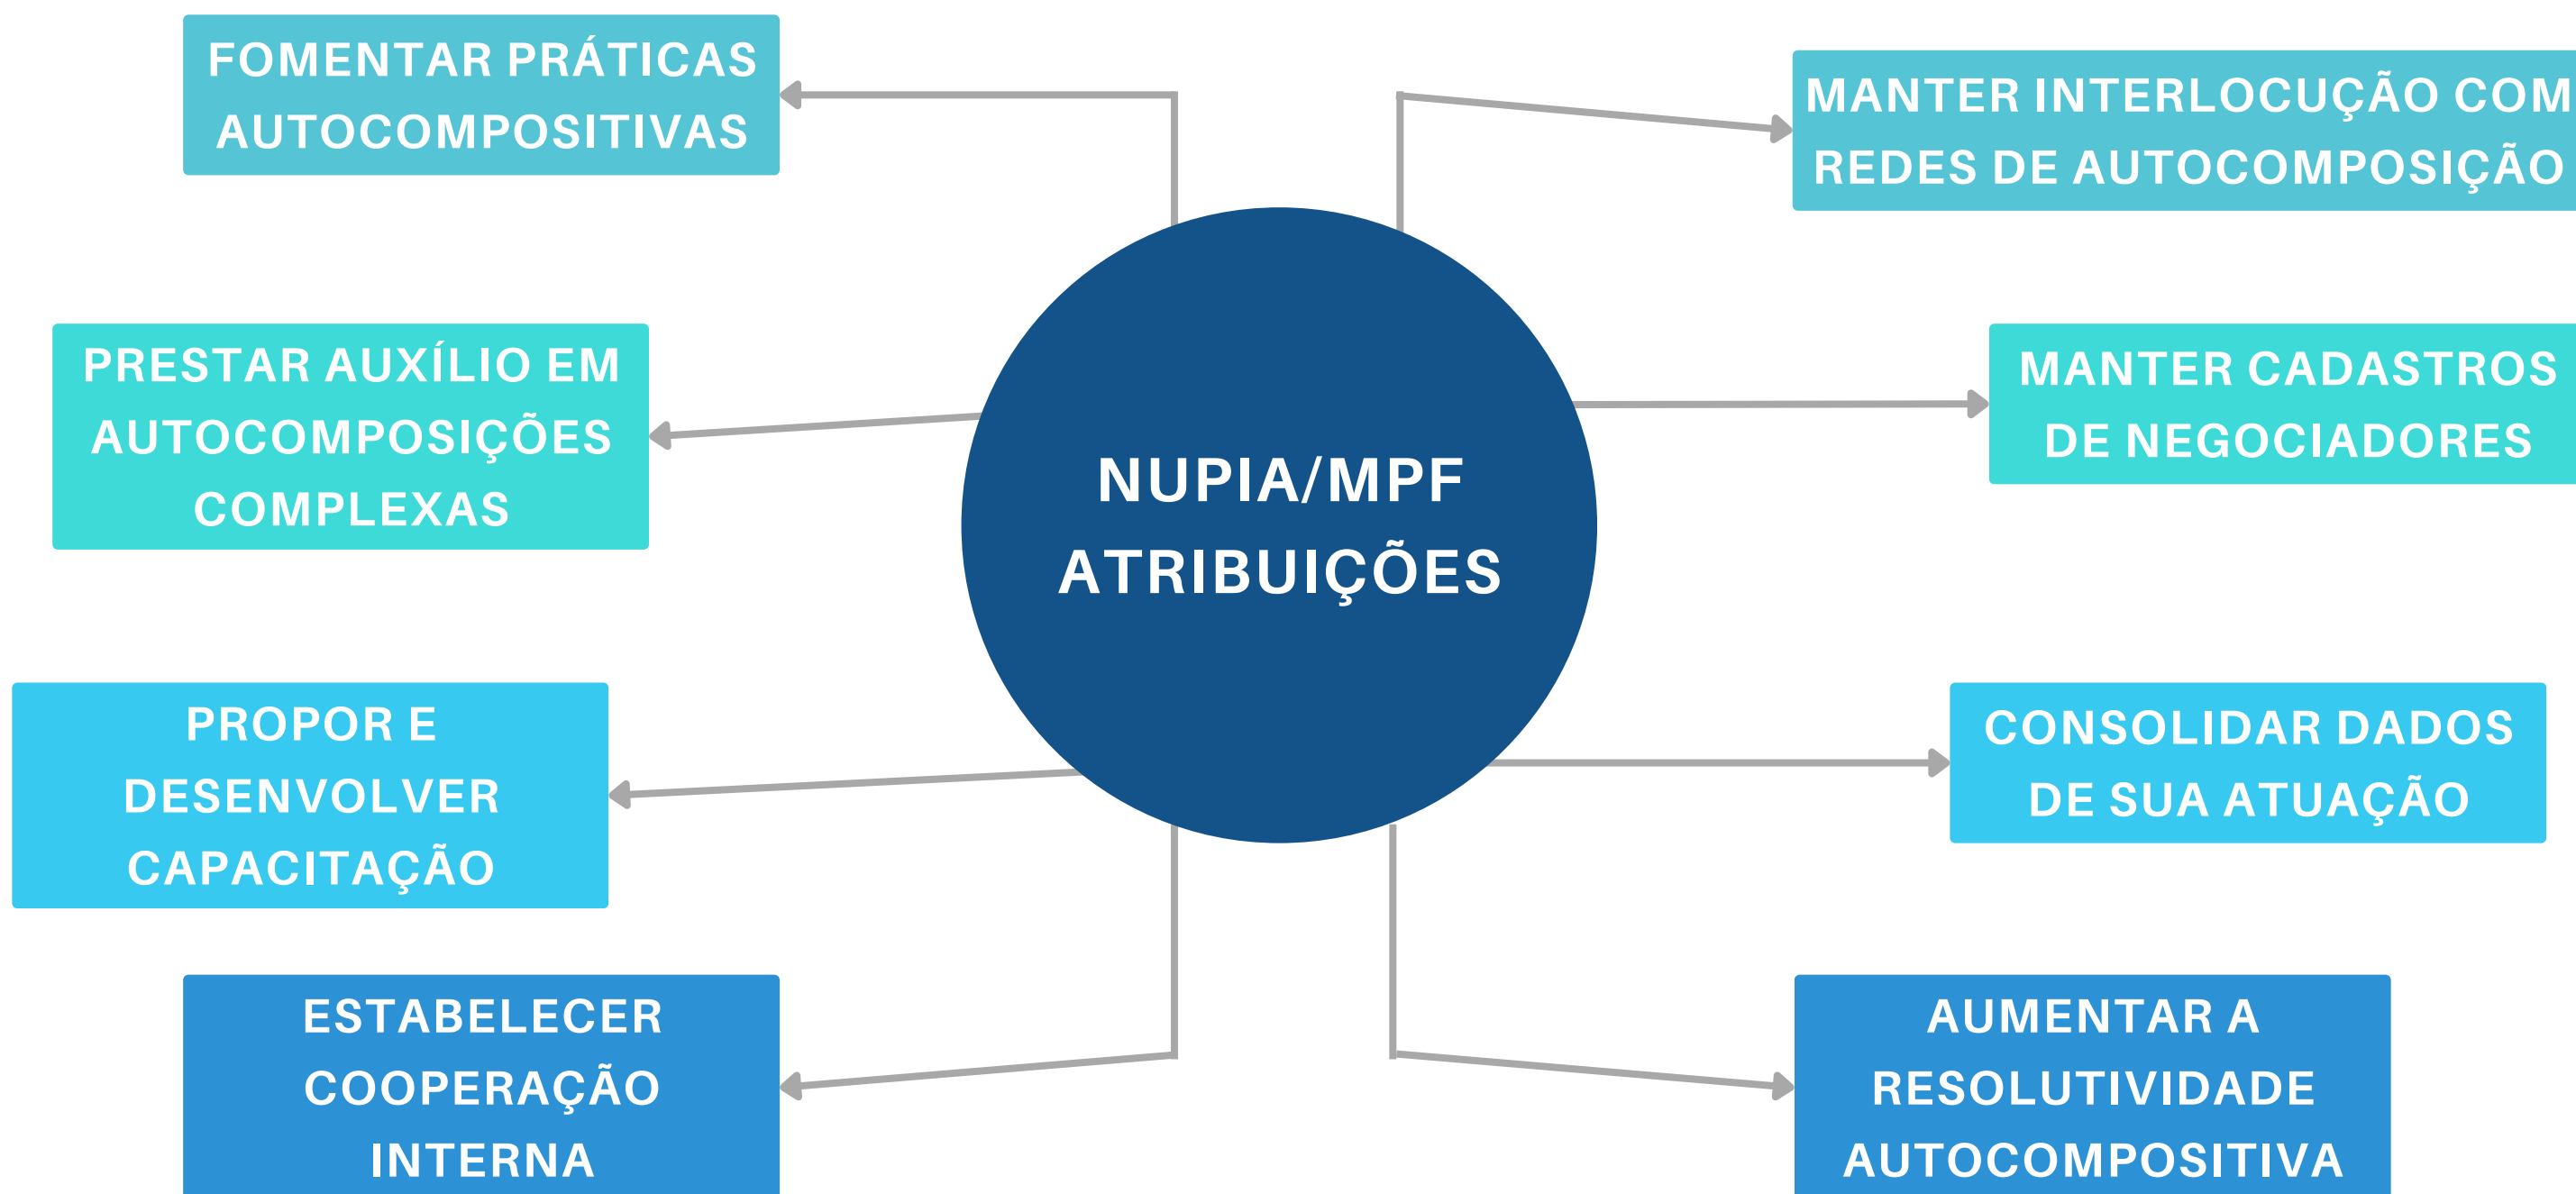 FOMENTAR PRÁTICAS
AUTOCOMPOSITIVAS
MANTER INTERLOCUÇÃO COM
REDES DE AUTOCOMPOSIÇÃO
PRESTAR AUXÍLIO EM
AUTOCOMPOSIÇÕES
COMPLEXAS
MANTER CADASTROS
DE NEGOCIADORES
NUPIA/MPF
ATRIBUIÇÕES
PROPOR E
DESENVOLVER
CAPACITAÇÃO
CONSOLIDAR DADOS
DE SUA ATUAÇÃO
ESTABELECER
COOPERAÇÃO
INTERNA
AUMENTAR A
RESOLUTIVIDADE
AUTOCOMPOSITIVA